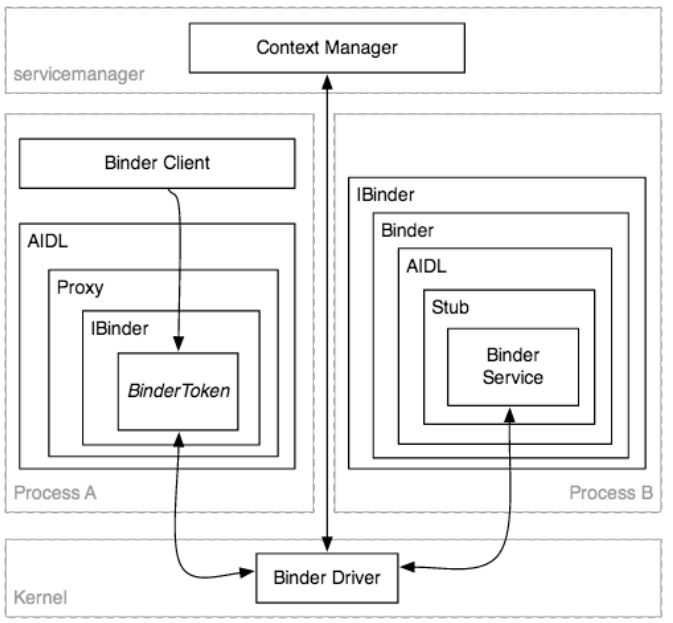 Context Manager
servicemanager
Binder Client
AIDL
Proxy
IBinder
BinderToken
Process A
IBinder
Binder
AIDL
Stub
Binder
Service
Process B
Binder Driver
Kernel